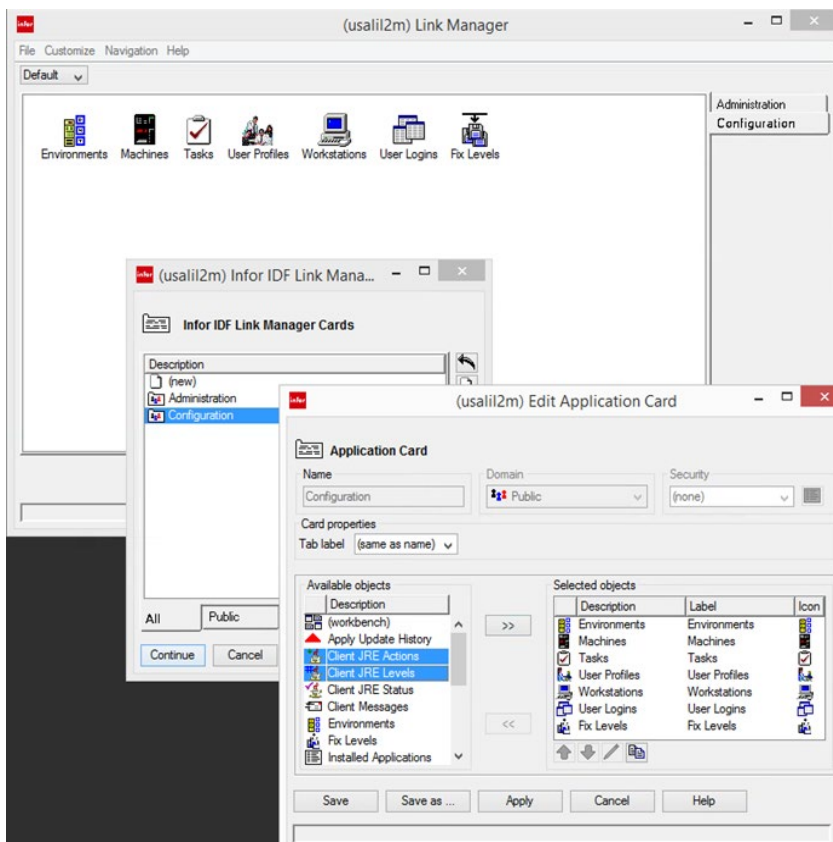 infor
(usalil2m) Link Manager
File Customize Navigation Help
Default
Administration
Configuration
Environments Machines Tasks User Profiles Workstations User Logins Fix Levels
infor (usalil2m) Infor IDF Link Mana...
Infor IDF Link Manager Cards
Description
(new)
Administration
Configuration
All Public
Continue Cancel
infor (usalil2m) Edit Application Card
Application Card
Name Domain Security
Configuration Public (none)
Card properties
Tab label (same as name)
Available objects
Description
(workbench)
Apply Update History
Client JRE Actions
Client JRE Levels
Client JRE Status
Client Messages
Environments
Fix Levels
Installed Applications
>>
<<
Selected objects
Description Label Icon
Environments Environments
Machines Machines
Tasks Tasks
User Profiles User Profiles
Workstations Workstations
User Logins User Logins
Fix Levels Fix Levels
Save Save as ... Apply Cancel Help